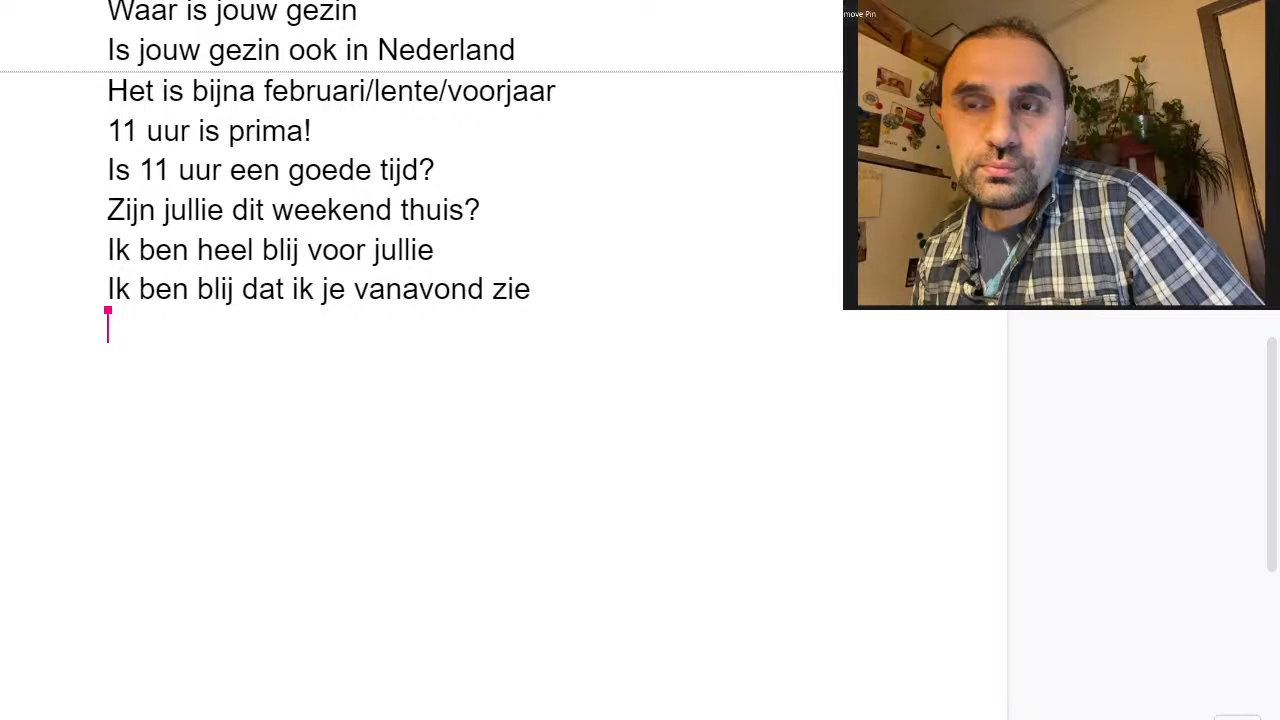 Waar is jouw gezin
Is jouw gezin ook in Nederland
Het is bijna februari/lente/voorjaar
11 uur is prima!
Is 11 uur een goede tijd?
Zijn jullie dit weekend thuis?
Ik ben heel blij voor jullie
Ik ben blij dat ik je vanavond zie
move Pin